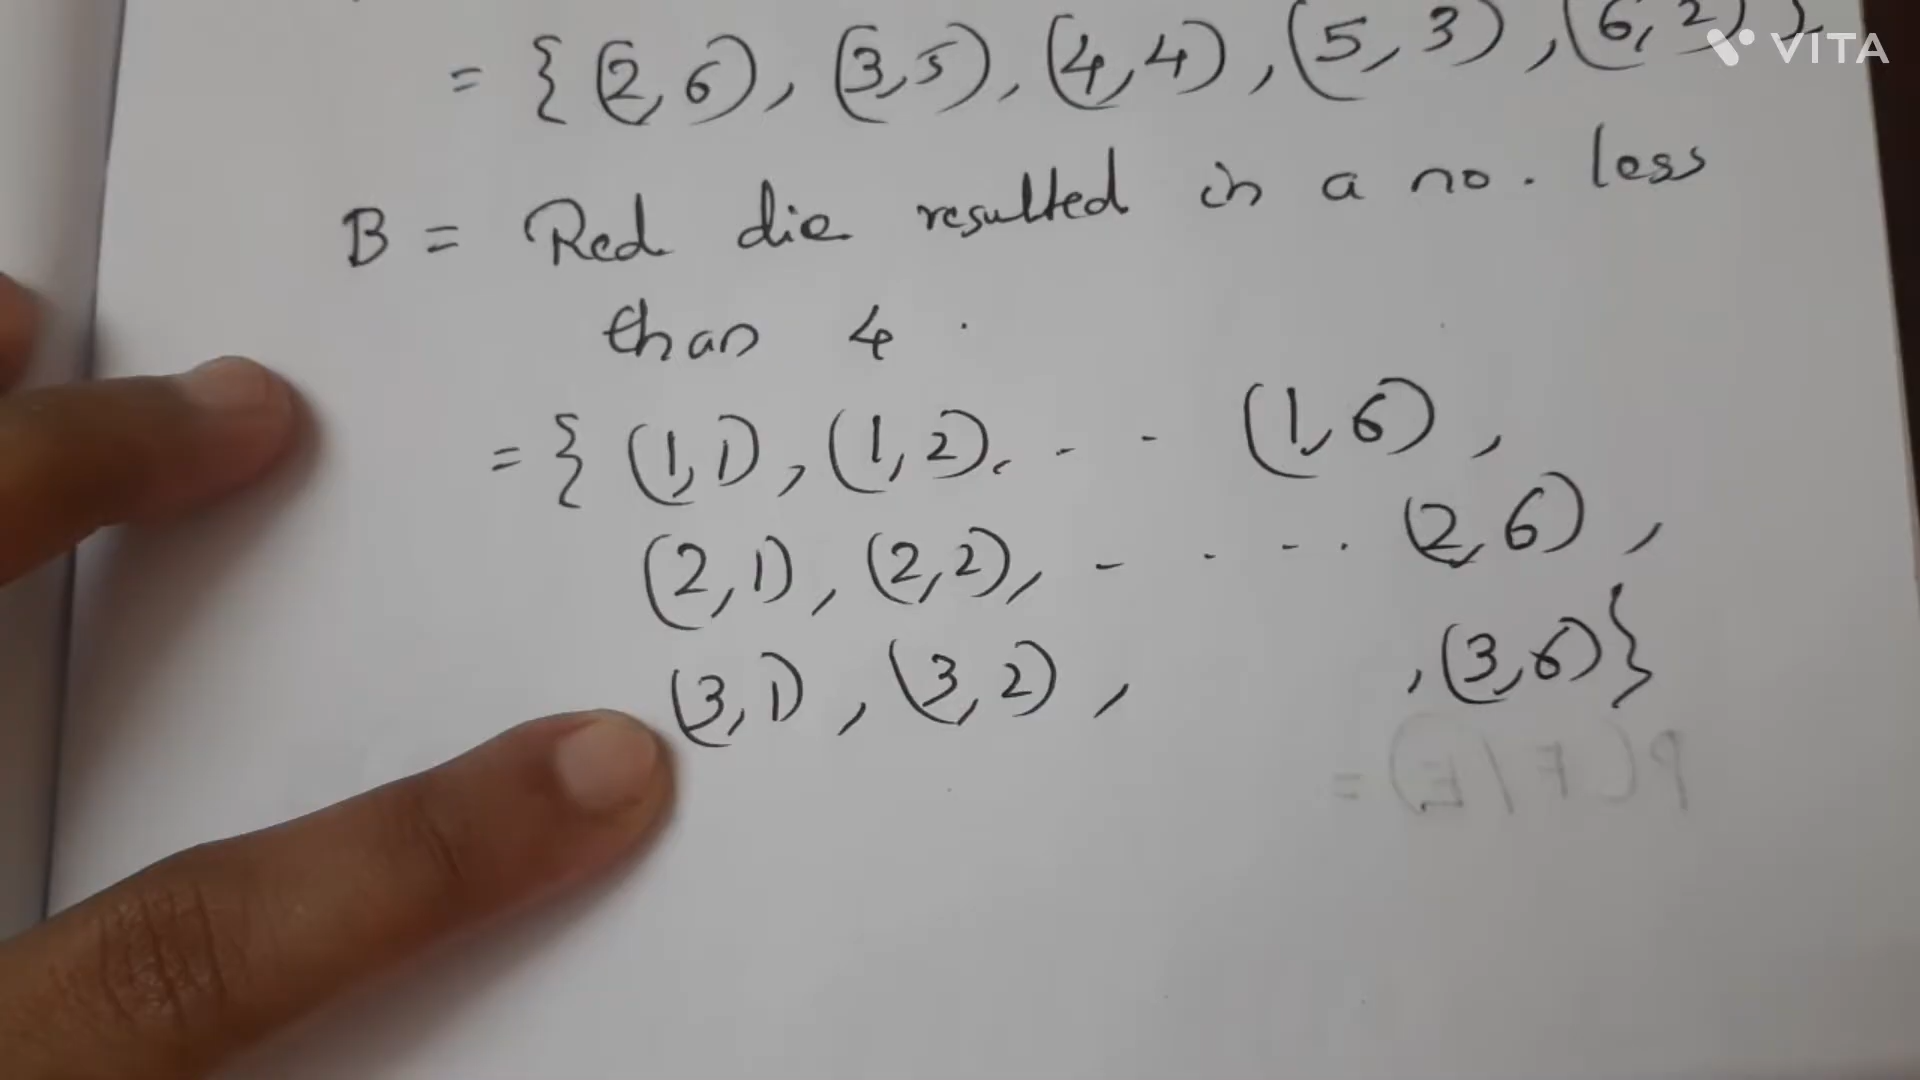 = { (2,6), (3,5), (4,4), (5,3), (6,2) }
VITA
B = Red die resulted in a no. less
than 4.
= { (1,1), (1,2), - - (1,6),
(2,1), (2,2), - - - . (2,6),
(3,1), (3,2), , (3,6) }
P(F/E) =